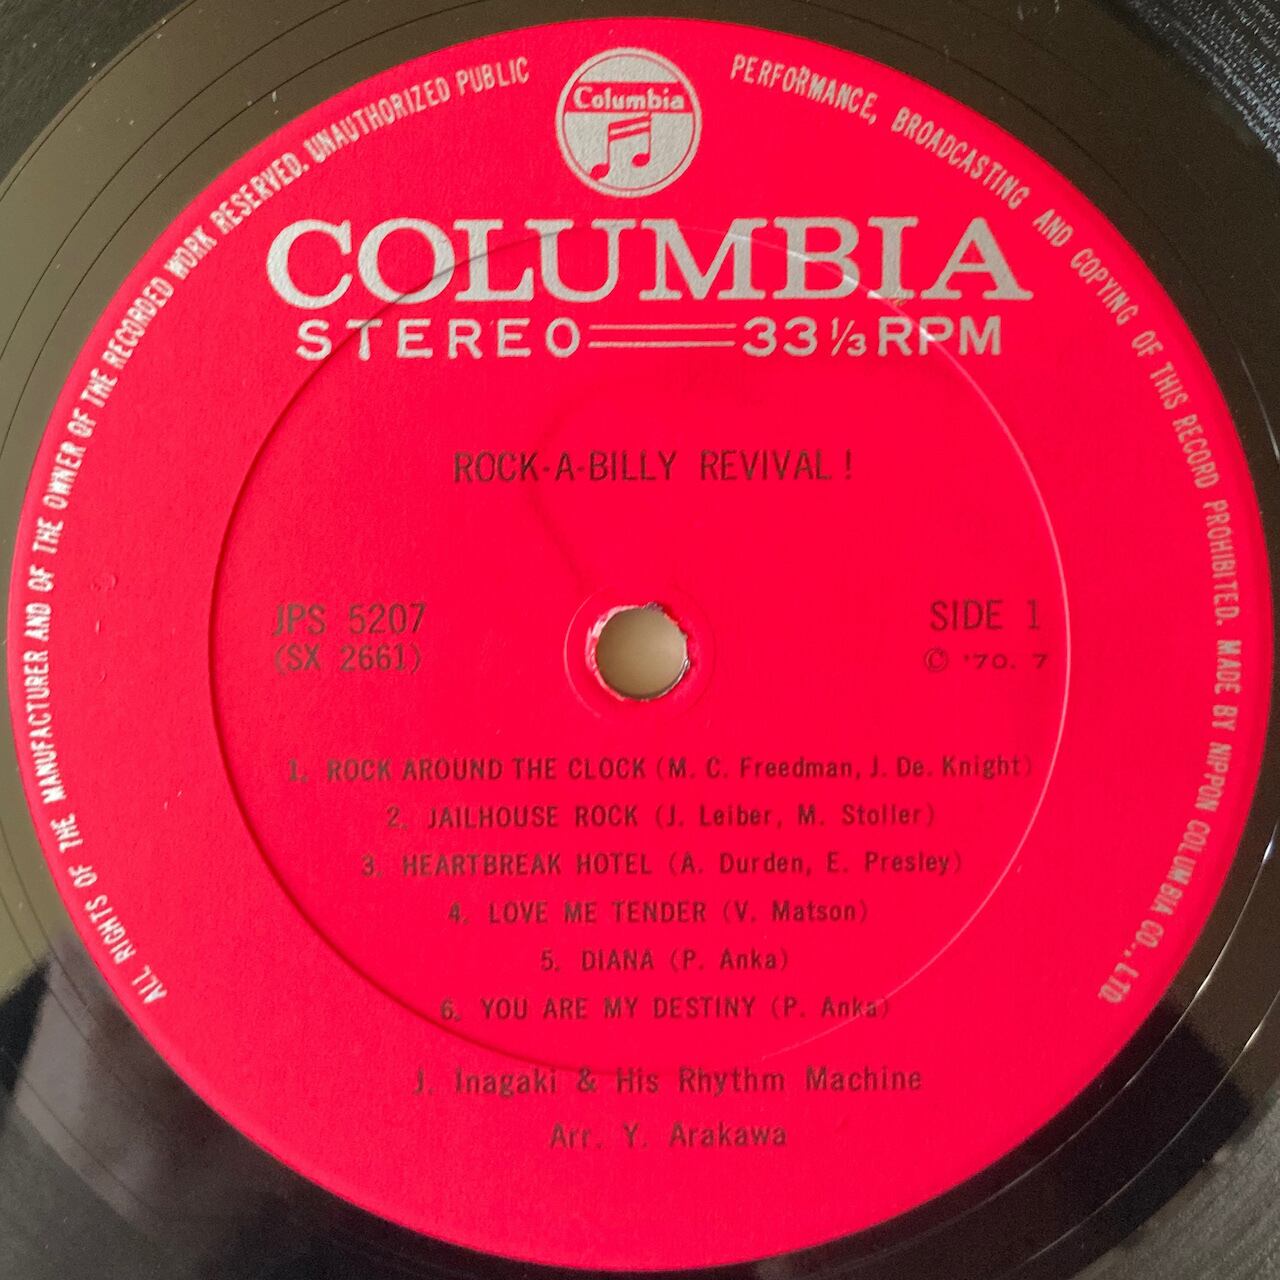 ALL RIGHTS OF THE MANUFACTURER AND OF THE OWNER OF THE RECORDED WORK RESERVED. UNAUTHORIZED PUBLIC PERFORMANCE, BROADCASTING AND COPYING OF THIS RECORD PROHIBITED. MADE BY NIPPON COLUMBIA CO., LTD.
Columbia
COLUMBIA
STEREO 33 1/3 RPM
ROCK-A-BILLY REVIVAL!
JPS 5207
(SX 2661)
SIDE 1
© '70. 7
1. ROCK AROUND THE CLOCK (M. C. Freedman, J. De. Knight)
2. JAILHOUSE ROCK (J. Leiber, M. Stoller)
3. HEARTBREAK HOTEL (A. Durden, E. Presley)
4. LOVE ME TENDER (V. Matson)
5. DIANA (P. Anka)
6. YOU ARE MY DESTINY (P. Anka)
J. Inagaki & His Rhythm Machine
Arr. Y. Arakawa